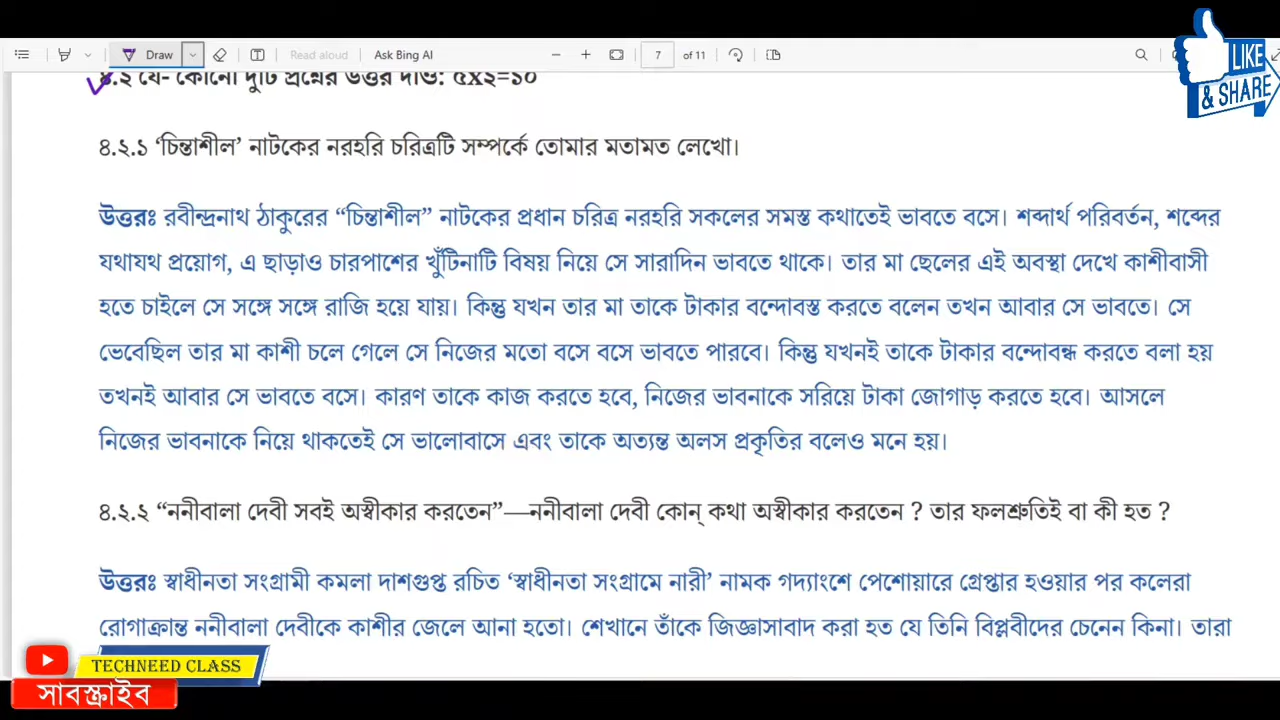 Draw
Read aloud
Ask Bing AI
7
of 11
LIKE
& SHARE
৪.২ যে- কোনো দুটি প্রশ্নের উত্তর দাও: ৫X২=১০
৪.২.১ ‘চিন্তাশীল’ নাটকের নরহরি চরিত্রটি সম্পর্কে তোমার মতামত লেখো।
উত্তরঃ রবীন্দ্রনাথ ঠাকুরের “চিন্তাশীল” নাটকের প্রধান চরিত্র নরহরি সকলের সমস্ত কথাতেই ভাবতে বসে। শব্দার্থ পরিবর্তন, শব্দের
যথাযথ প্রয়োগ, এ ছাড়াও চারপাশের খুঁটিনাটি বিষয় নিয়ে সে সারাদিন ভাবতে থাকে। তার মা ছেলের এই অবস্থা দেখে কাশীবাসী
হতে চাইলে সে সঙ্গে সঙ্গে রাজি হয়ে যায়। কিন্তু যখন তার মা তাকে টাকার বন্দোবস্ত করতে বলেন তখন আবার সে ভাবতে। সে
ভেবেছিল তার মা কাশী চলে গেলে সে নিজের মতো বসে বসে ভাবতে পারবে। কিন্তু যখনই তাকে টাকার বন্দোবন্ধ করতে বলা হয়
তখনই আবার সে ভাবতে বসে। কারণ তাকে কাজ করতে হবে, নিজের ভাবনাকে সরিয়ে টাকা জোগাড় করতে হবে। আসলে
নিজের ভাবনাকে নিয়ে থাকতেই সে ভালোবাসে এবং তাকে অত্যন্ত অলস প্রকৃতির বলেও মনে হয়।
৪.২.২ “ননীবালা দেবী সবই অস্বীকার করতেন”—ননীবালা দেবী কোন্ কথা অস্বীকার করতেন ? তার ফলশ্রুতিই বা কী হত ?
উত্তরঃ স্বাধীনতা সংগ্রামী কমলা দাশগুপ্ত রচিত ‘স্বাধীনতা সংগ্রামে নারী’ নামক গদ্যাংশে পেশোয়ারে গ্রেপ্তার হওয়ার পর কলেরা
রোগাক্রান্ত ননীবালা দেবীকে কাশীর জেলে আনা হতো। শেখানে তাঁকে জিজ্ঞাসাবাদ করা হত যে তিনি বিপ্লবীদের চেনেন কিনা। তারা
TECHNEED CLASS
সাবস্ক্রাইব